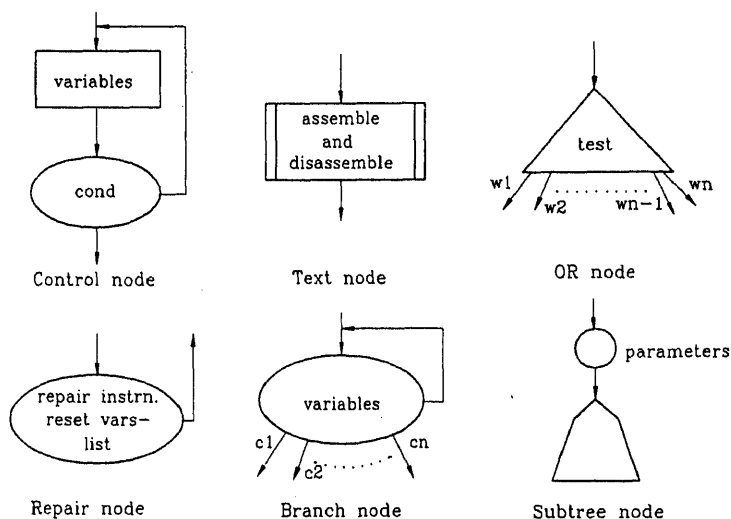 variables
cond
Control node
assemble
and
disassemble
Text node
test
w1
w2
wn-1
wn
OR node
repair instrn.
reset vars-
list
Repair node
variables
c1
c2
cn
Branch node
parameters
Subtree node